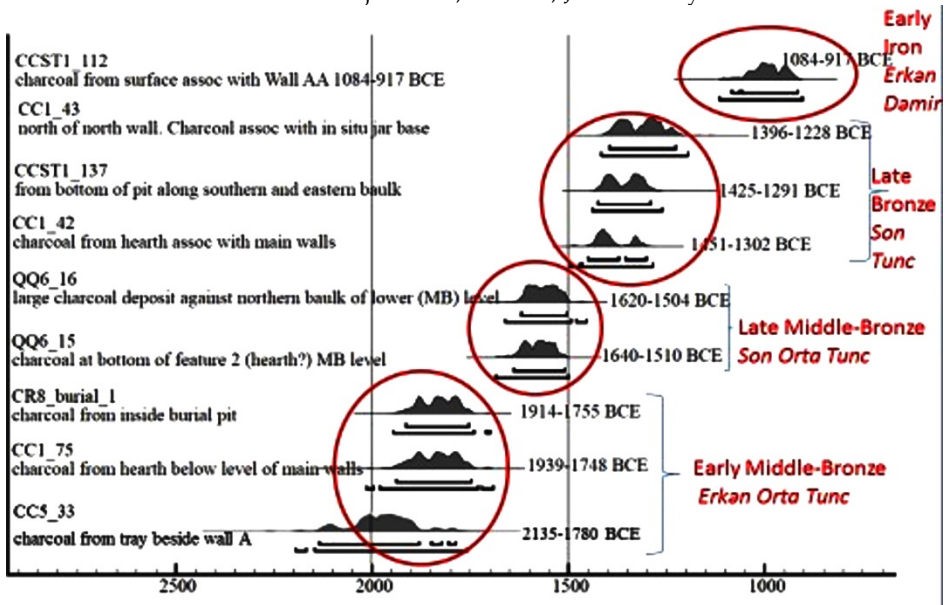 CCST1_112
charcoal from surface assoc with Wall AA 1084-917 BCE
1084-917 BCE
Early
Iron
Erkən
Dəmir
CC1_43
north of north wall. Charcoal assoc with in situ jar base
1396-1228 BCE
CCST1_137
from bottom of pit along southern and eastern baulk
1425-1291 BCE
CC1_42
charcoal from hearth assoc with main walls
1451-1302 BCE
Late
Bronze
Son
Tunc
QQ6_16
large charcoal deposit against northern baulk of lower (MB) level
1620-1504 BCE
QQ6_15
charcoal at bottom of feature 2 (hearth?) MB level
1640-1510 BCE
Late Middle-Bronze
Son Orta Tunc
CR8_burial_1
charcoal from inside burial pit
1914-1755 BCE
CC1_75
charcoal from hearth below level of main walls
1939-1748 BCE
CC5_33
charcoal from tray beside wall A
2135-1780 BCE
Early Middle-Bronze
Erkən Orta Tunc
2500 2000 1500 1000